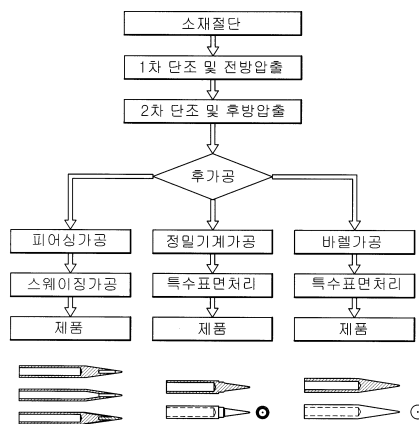 소재절단
1차 단조 및 전방압출
2차 단조 및 후방압출
후가공
피어싱가공
정밀기계가공
바렐가공
스웨이징가공
특수표면처리
특수표면처리
제품
제품
제품